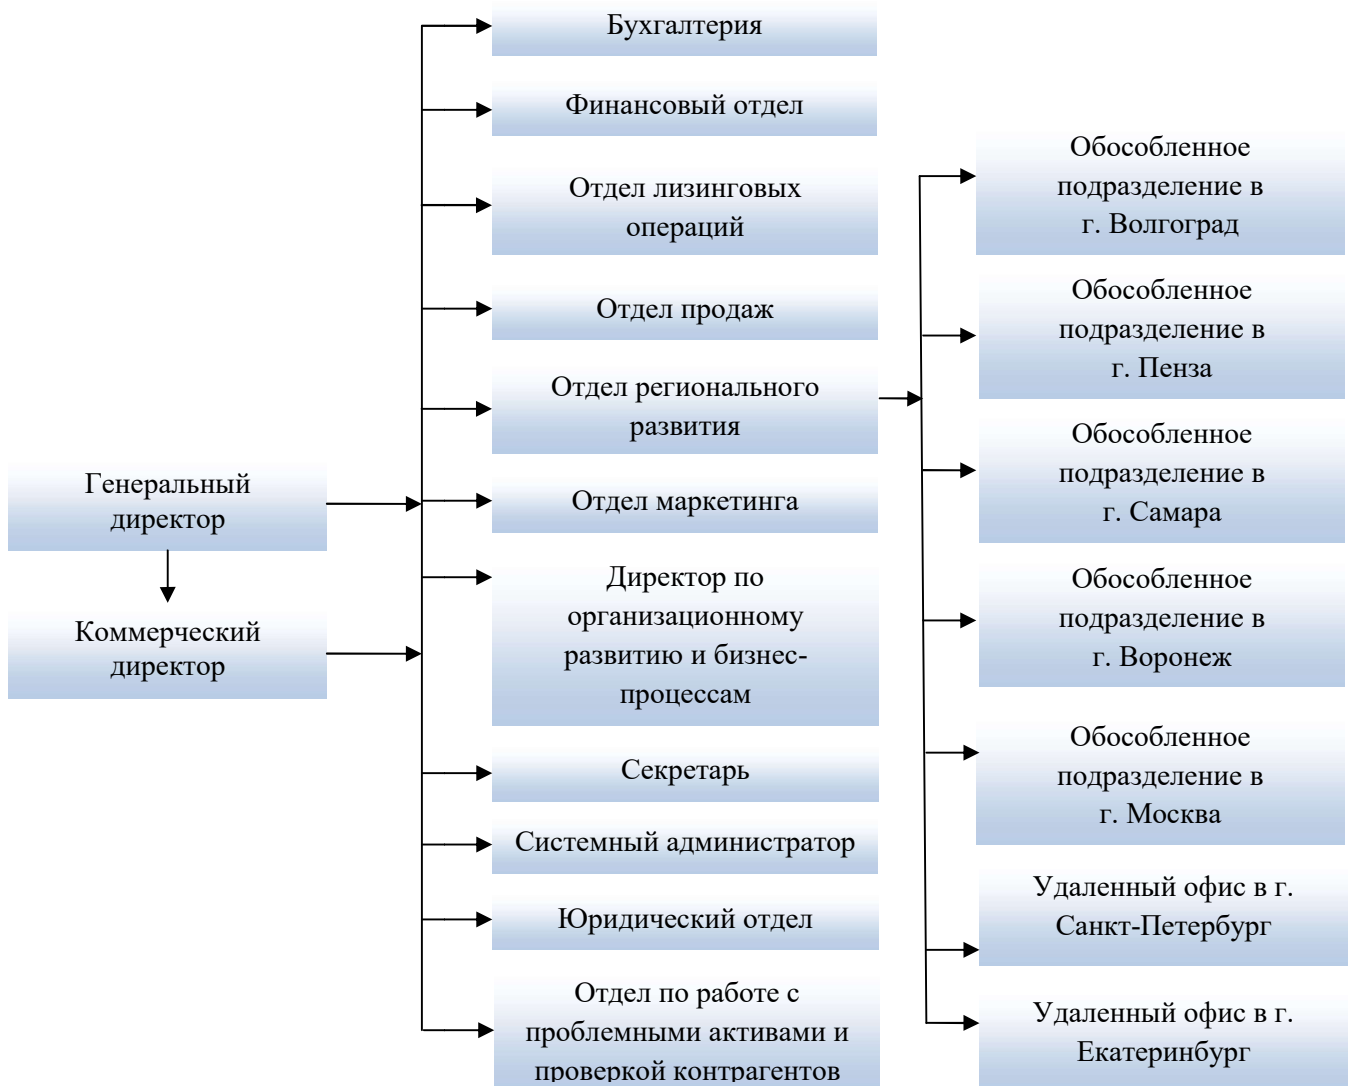 Генеральный
директор
Коммерческий
директор
Бухгалтерия
Финансовый отдел
Отдел лизинговых
операций
Отдел продаж
Отдел регионального
развития
Отдел маркетинга
Директор по
организационному
развитию и бизнес-
процессам
Секретарь
Системный администратор
Юридический отдел
Отдел по работе с
проблемными активами и
проверкой контрагентов
Обособленное
подразделение в
г. Волгоград
Обособленное
подразделение в
г. Пенза
Обособленное
подразделение в
г. Самара
Обособленное
подразделение в
г. Воронеж
Обособленное
подразделение в
г. Москва
Удаленный офис в г.
Санкт-Петербург
Удаленный офис в г.
Екатеринбург